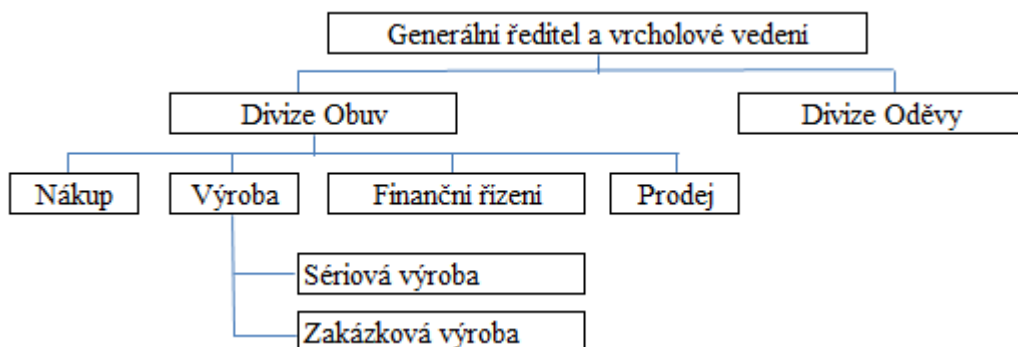 Generální ředitel a vrcholové vedení
Divize Obuv
Divize Oděvy
Nákup
Výroba
Finanční řízení
Prodej
Sériová výroba
Zakázková výroba